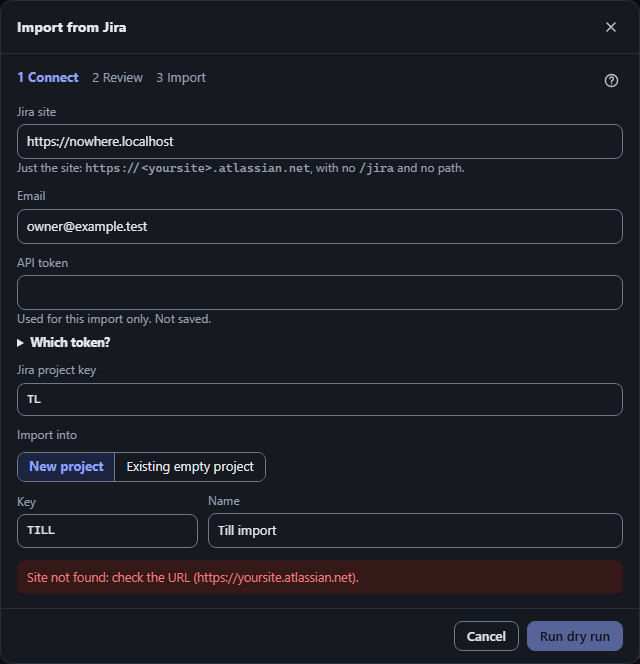 Import from Jira
1 Connect 2 Review 3 Import
Jira site
https://nowhere.localhost
Just the site: https://<yoursite>.atlassian.net, with no /jira and no path.
Email
owner@example.test
API token
Used for this import only. Not saved.
Which token?
Jira project key
TL
Import into
New project Existing empty project
Key Name
TILL Till import
Site not found: check the URL (https://yoursite.atlassian.net).
Cancel Run dry run